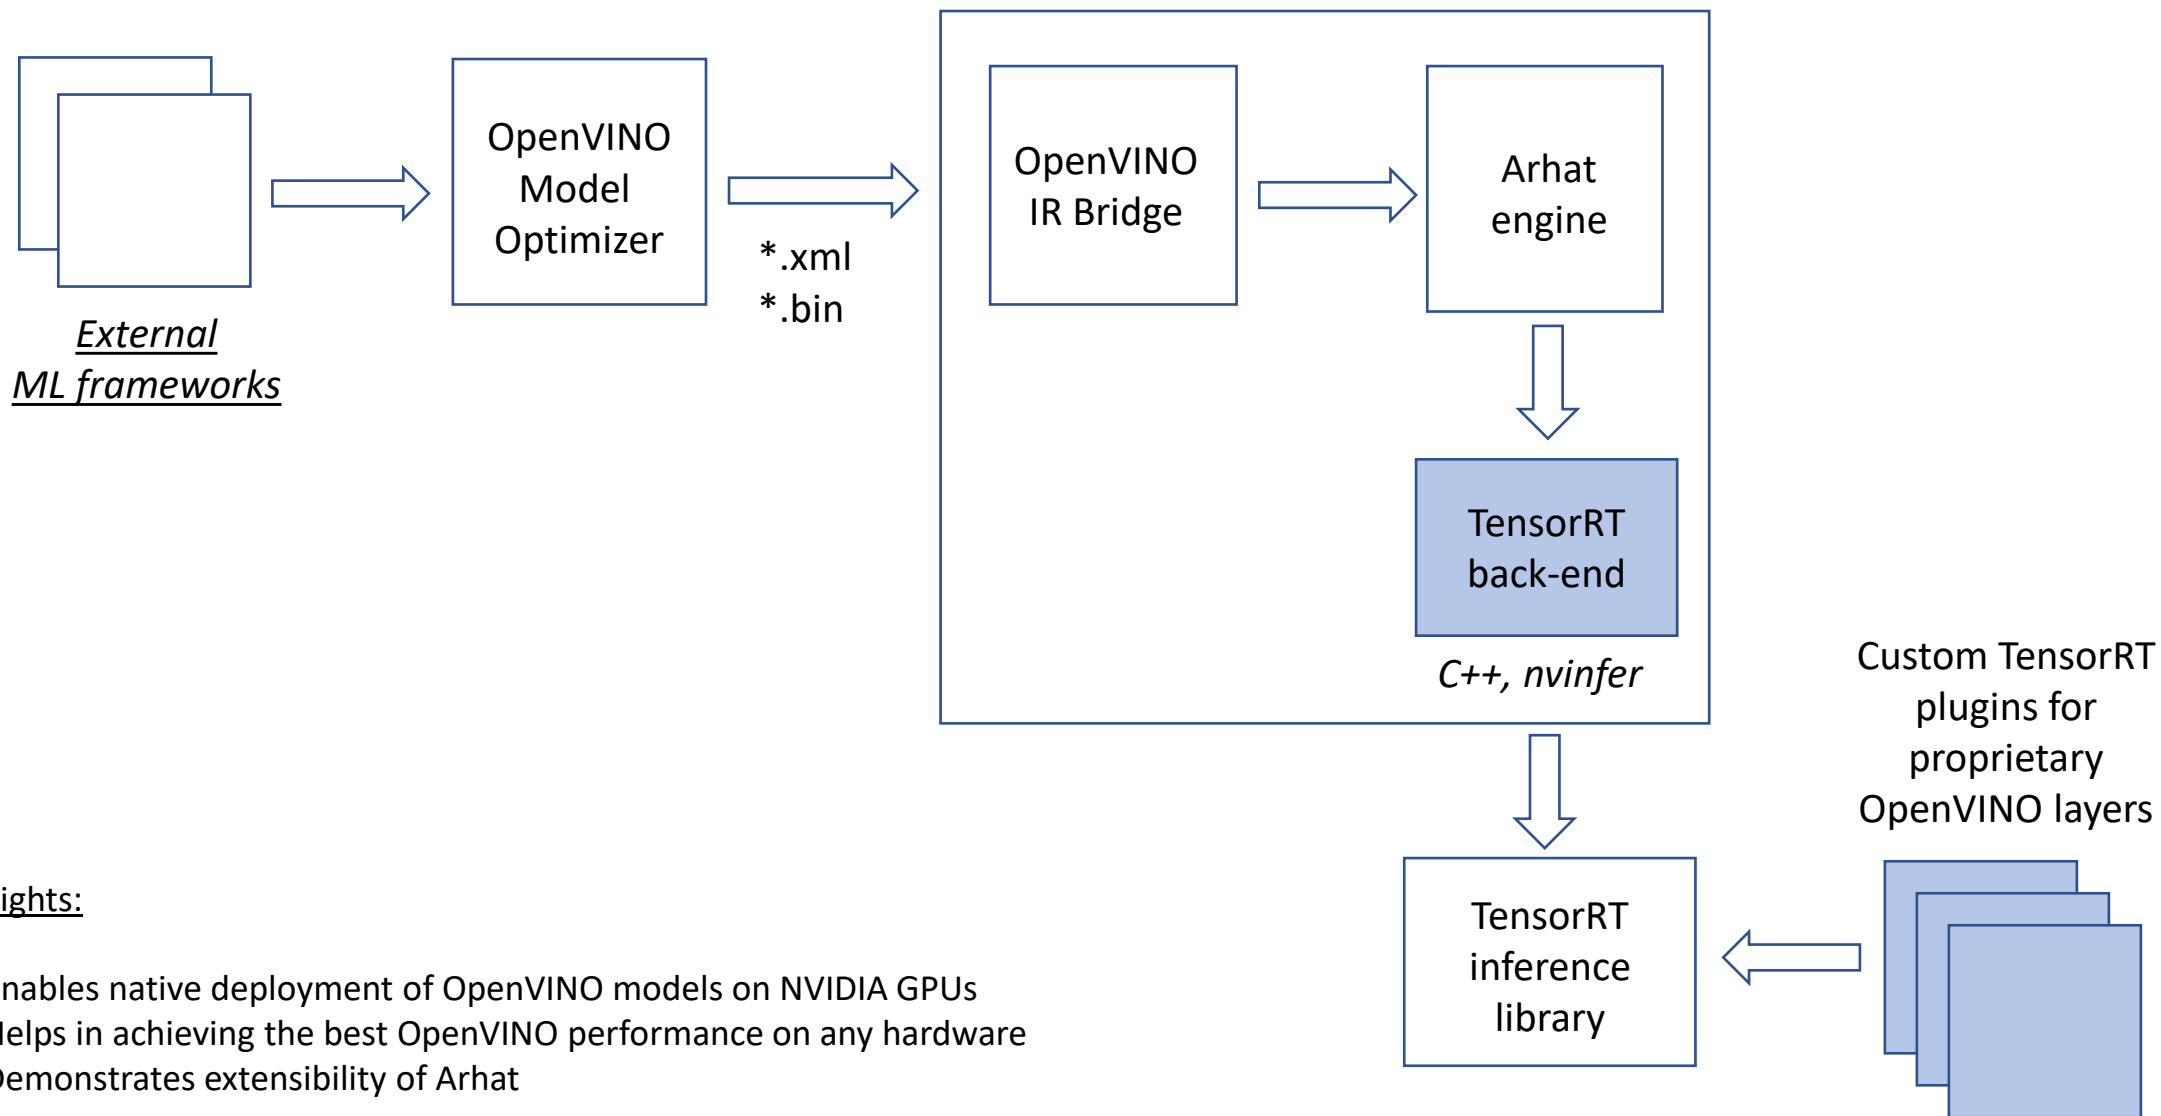 External
ML frameworks
OpenVINO
Model
Optimizer
*.xml
*.bin
OpenVINO
IR Bridge
Arhat
engine
TensorRT
back-end
C++, nvinfer
Custom TensorRT
plugins for
proprietary
OpenVINO layers
TensorRT
inference
library
ights:
nables native deployment of OpenVINO models on NVIDIA GPUs
elps in achieving the best OpenVINO performance on any hardware
Demonstrates extensibility of Arhat